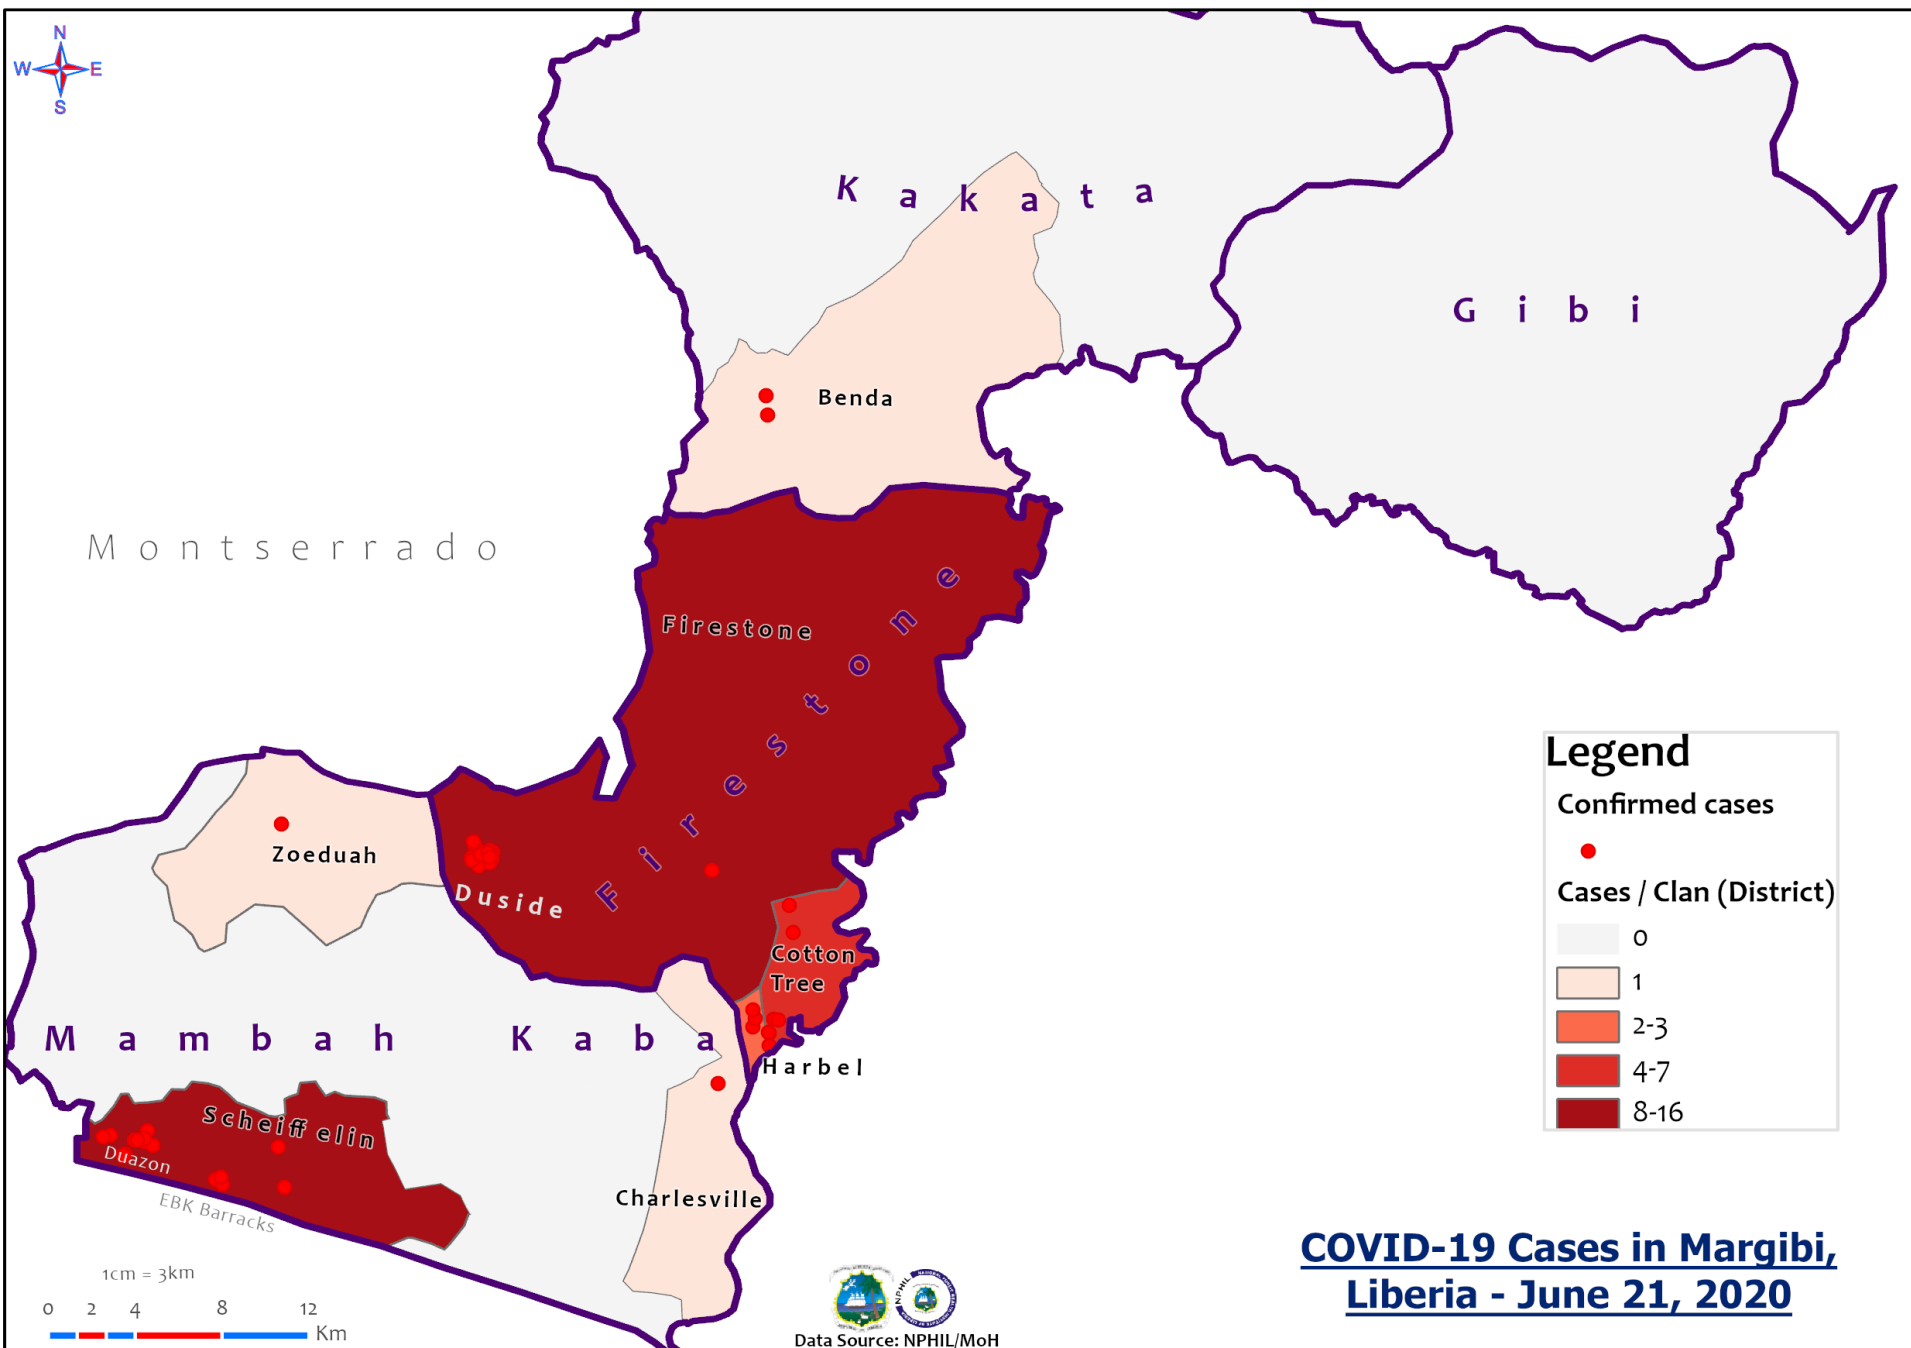 N
W E
S
Kakata
Gibi
Benda
Montserrado
Firestone
Firestone
Zoeduah
Duside
Cotton
Tree
Mambah Kaba
Harbel
Scheiffelin
Duazon
EBK Barracks
Charlesville
Legend
Confirmed cases
Cases / Clan (District)
0
1
2-3
4-7
8-16
1cm = 3km
0 2 4 8 12
Km
NPHIL
Data Source: NPHIL/MoH
COVID-19 Cases in Margibi,
Liberia - June 21, 2020